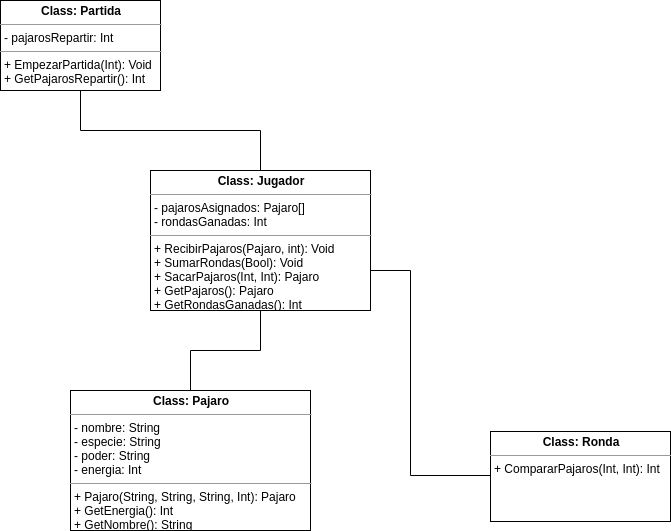 Class: Partida
- pajarosRepartir: Int
+ EmpezarPartida(Int): Void
+ GetPajarosRepartir(): Int
Class: Jugador
- pajarosAsignados: Pajaro[]
- rondasGanadas: Int
+ RecibirPajaros(Pajaro, int): Void
+ SumarRondas(Bool): Void
+ SacarPajaros(Int, Int): Pajaro
+ GetPajaros(): Pajaro
+ GetRondasGanadas(): Int
Class: Pajaro
- nombre: String
- especie: String
- poder: String
- energia: Int
+ Pajaro(String, String, String, Int): Pajaro
+ GetEnergia(): Int
+ GetNombre(): String
Class: Ronda
+ CompararPajaros(Int, Int): Int